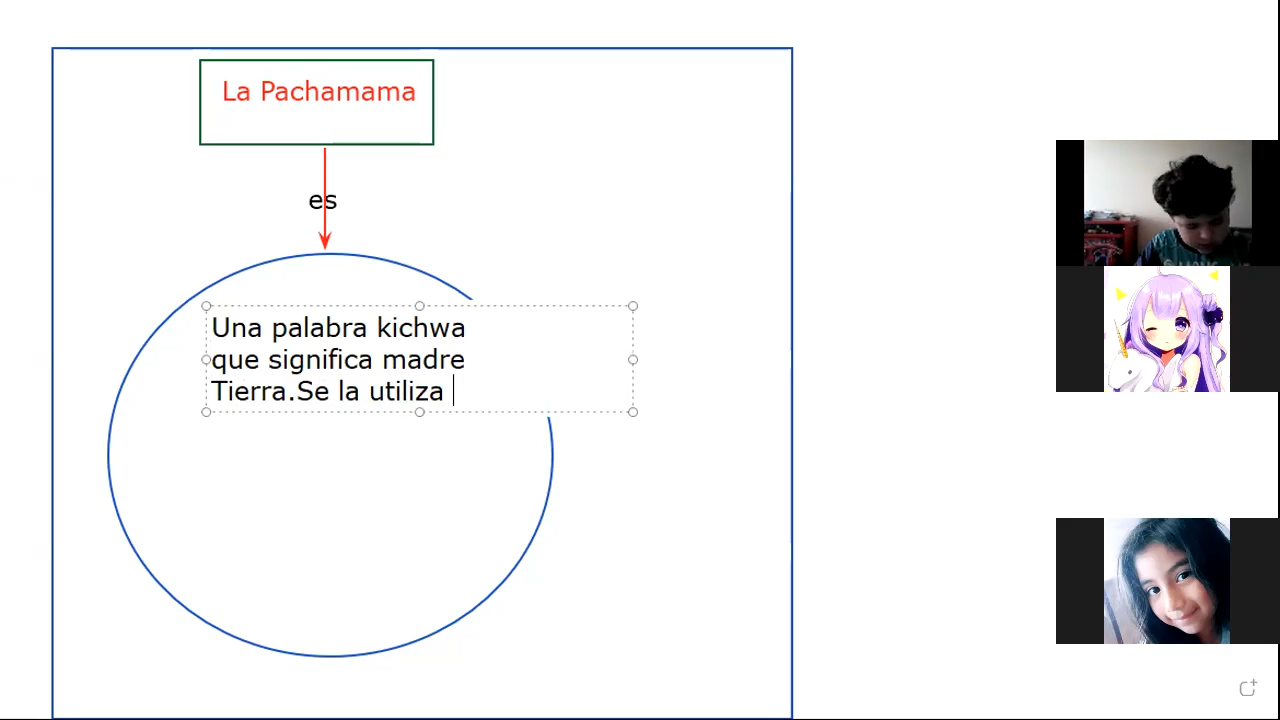 La Pachamama
es
Una palabra kichwa
que significa madre
Tierra.Se la utiliza